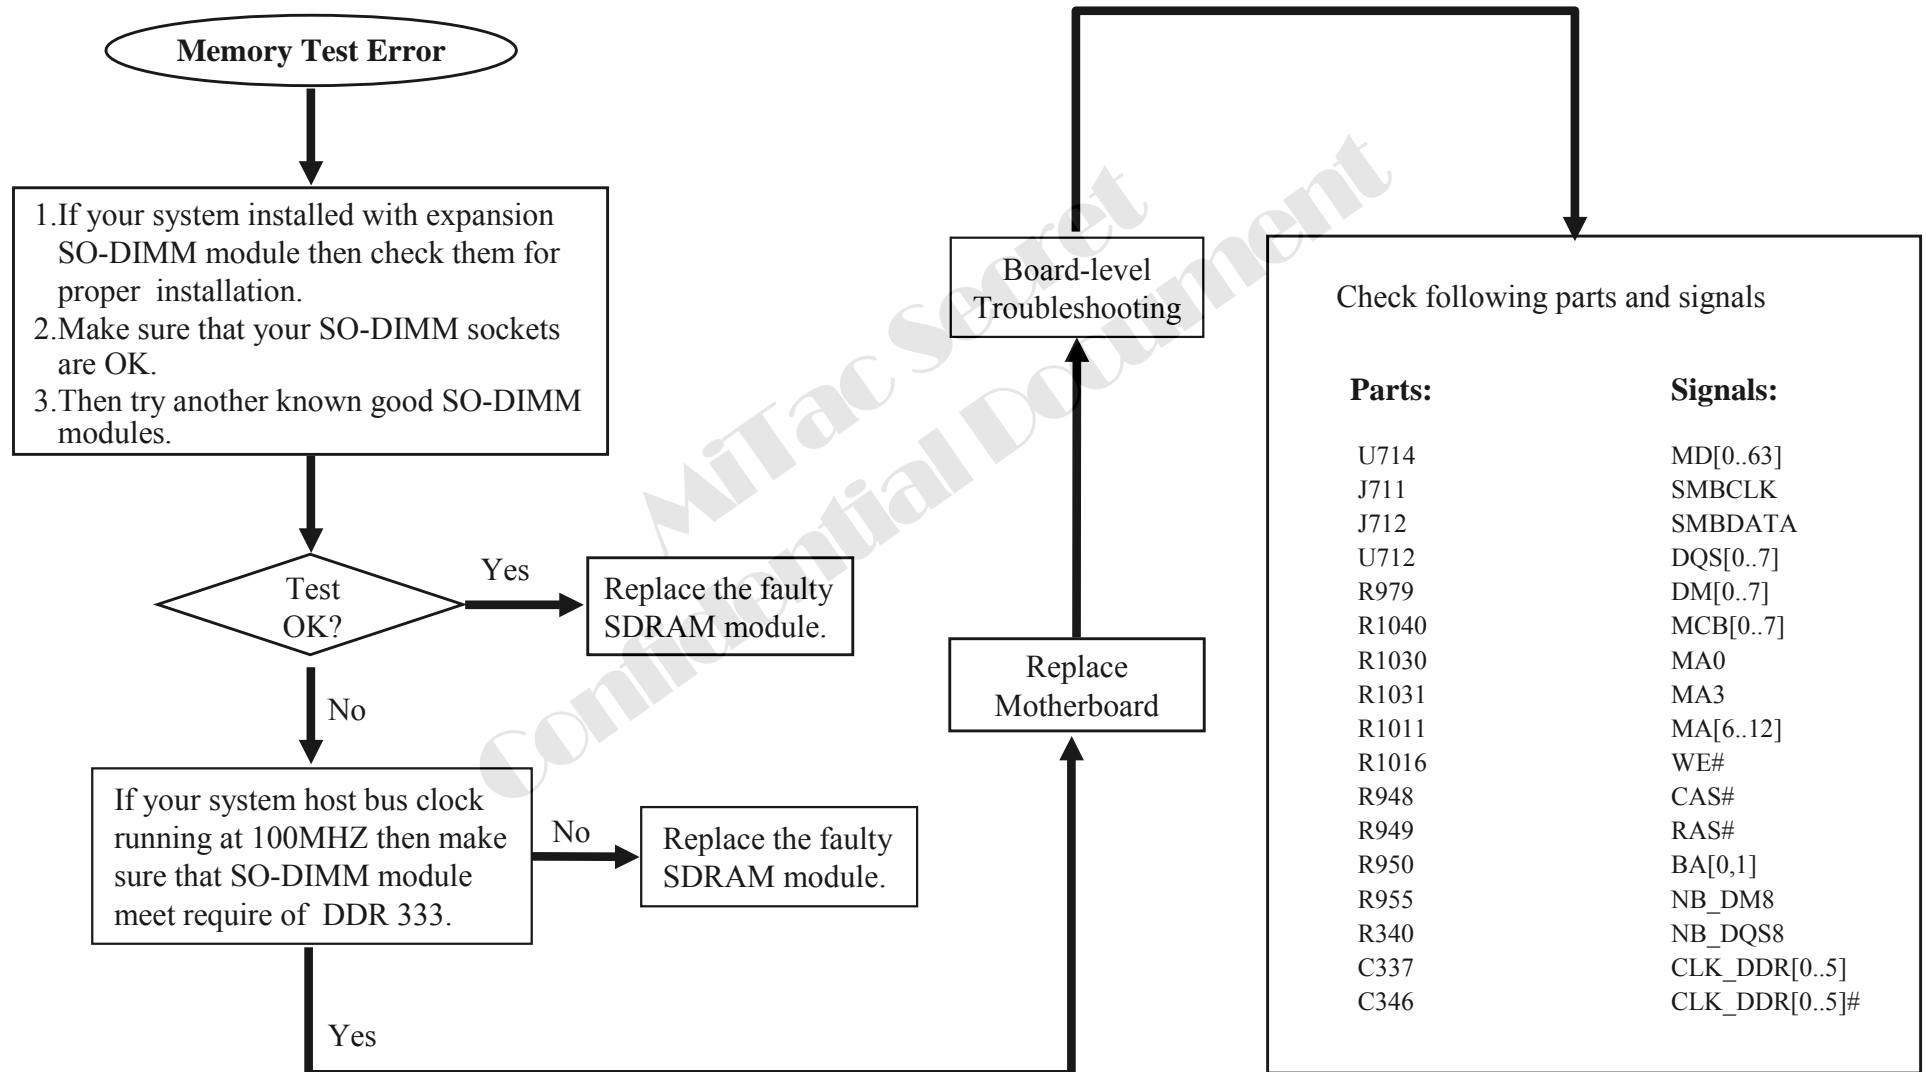 Memory Test Error
1.If your system installed with expansion
SO-DIMM module then check them for
proper installation.
2.Make sure that your SO-DIMM sockets
are OK.
3.Then try another known good SO-DIMM
modules.
Test
OK?
Yes
Replace the faulty
SDRAM module.
No
If your system host bus clock
running at 100MHZ then make
sure that SO-DIMM module
meet require of DDR 333.
No
Replace the faulty
SDRAM module.
Yes
Replace
Motherboard
Board-level
Troubleshooting
Check following parts and signals
Parts: Signals:
U714 MD[0..63]
J711 SMBCLK
J712 SMBDATA
U712 DQS[0..7]
R979 DM[0..7]
R1040 MCB[0..7]
R1030 MA0
R1031 MA3
R1011 MA[6..12]
R1016 WE#
R948 CAS#
R949 RAS#
R950 BA[0,1]
R955 NB_DM8
R340 NB_DQS8
C337 CLK_DDR[0..5]
C346 CLK_DDR[0..5]#
MiTac Secret
Confidential Document